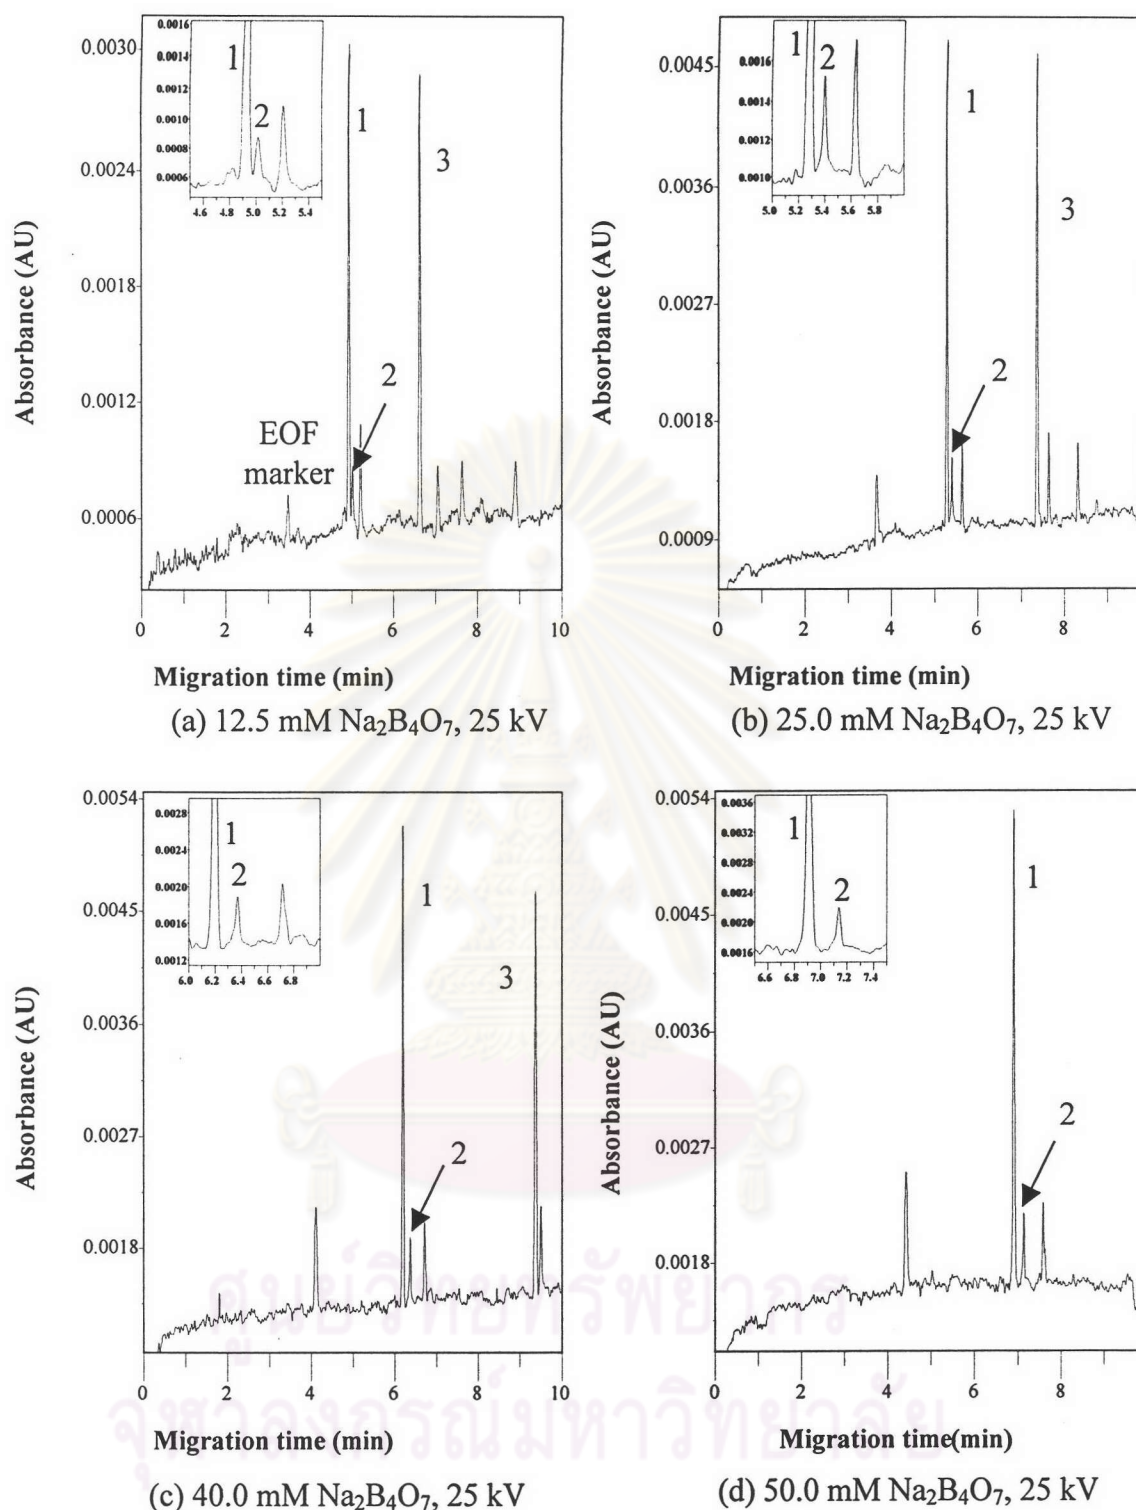 0.0030
0.0024
0.0018
0.0012
0.0006
Absorbance (AU)
0.0016
0.0014
0.0012
0.0011
0.0010
0.0009
0.0008
0.0006
4.6 4.8 5.0 5.2 5.4
1
2
1
3
2
EOF
marker
0 2 4 6 8 10
Migration time (min)
(a) 12.5 mM Na₂B₄O₇, 25 kV
0.0045
0.0036
0.0027
0.0018
0.0009
Absorbance (AU)
0.0016
0.0014
0.0012
0.0010
5.0 5.2 5.4 5.6 5.8
1
2
1
3
2
0 2 4 6 8
Migration time (min)
(b) 25.0 mM Na₂B₄O₇, 25 kV
0.0054
0.0045
0.0036
0.0027
0.0018
Absorbance (AU)
0.0028
0.0024
0.0020
0.0016
0.0012
6.0 6.2 6.4 6.6 6.8
1
2
1
3
2
0 2 4 6 8 10
Migration time (min)
(c) 40.0 mM Na₂B₄O₇, 25 kV
0.0054
0.0045
0.0036
0.0027
0.0018
Absorbance (AU)
0.0036
0.0032
0.0028
0.0024
0.0020
0.0016
6.6 6.8 7.0 7.2 7.4
1
2
1
2
0 2 4 6 8
Migration time(min)
(d) 50.0 mM Na₂B₄O₇, 25 kV
ศูนย์วิทยทรัพยากร
จุฬาลงกรณ์มหาวิทยาลัย